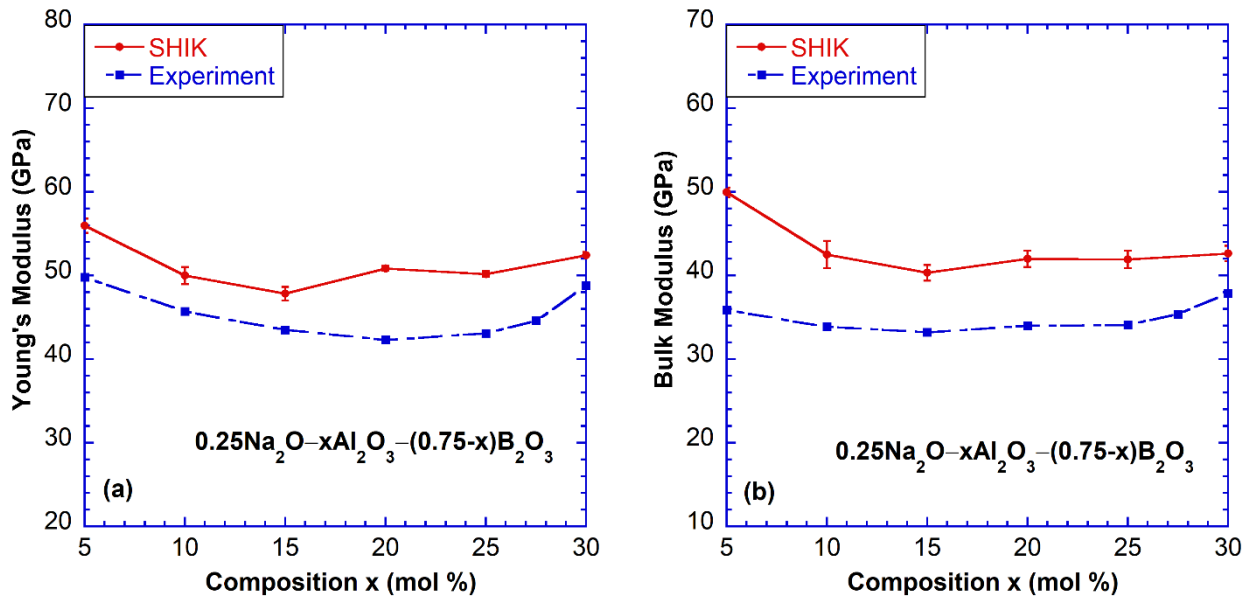 80
70
60
50
40
30
20
Young's Modulus (GPa)
SHIK
Experiment
0.25Na₂O–xAl₂O₃–(0.75-x)B₂O₃
(a)
5 10 15 20 25 30
Composition x (mol %)
70
60
50
40
30
20
10
Bulk Modulus (GPa)
SHIK
Experiment
0.25Na₂O–xAl₂O₃–(0.75-x)B₂O₃
(b)
5 10 15 20 25 30
Composition x (mol %)